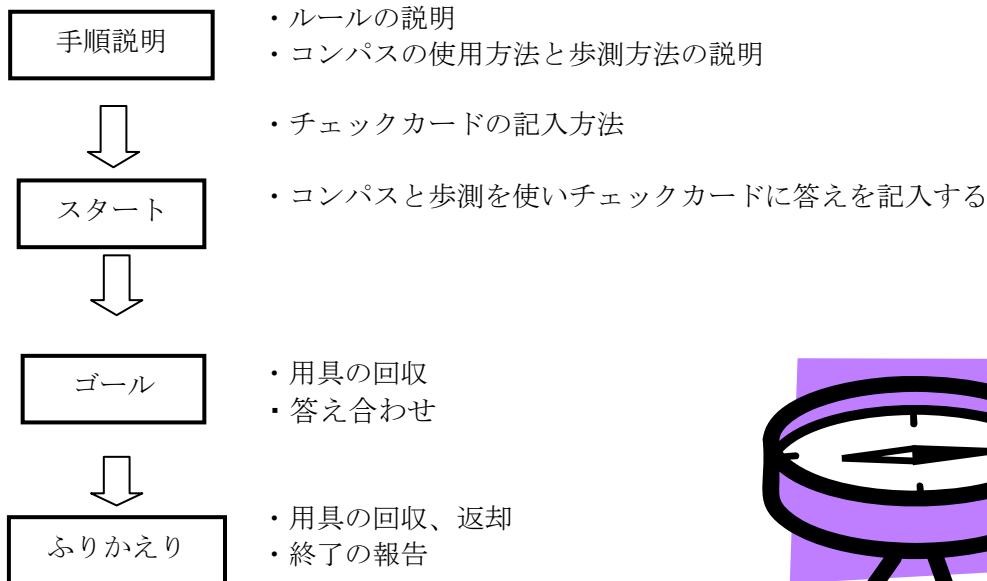 手順説明
・ルールの説明
・コンパスの使用方法と歩測方法の説明
・チェックカードの記入方法
スタート
・コンパスと歩測を使いチェックカードに答えを記入する
ゴール
・用具の回収
・答え合わせ
ふりかえり
・用具の回収、返却
・終了の報告